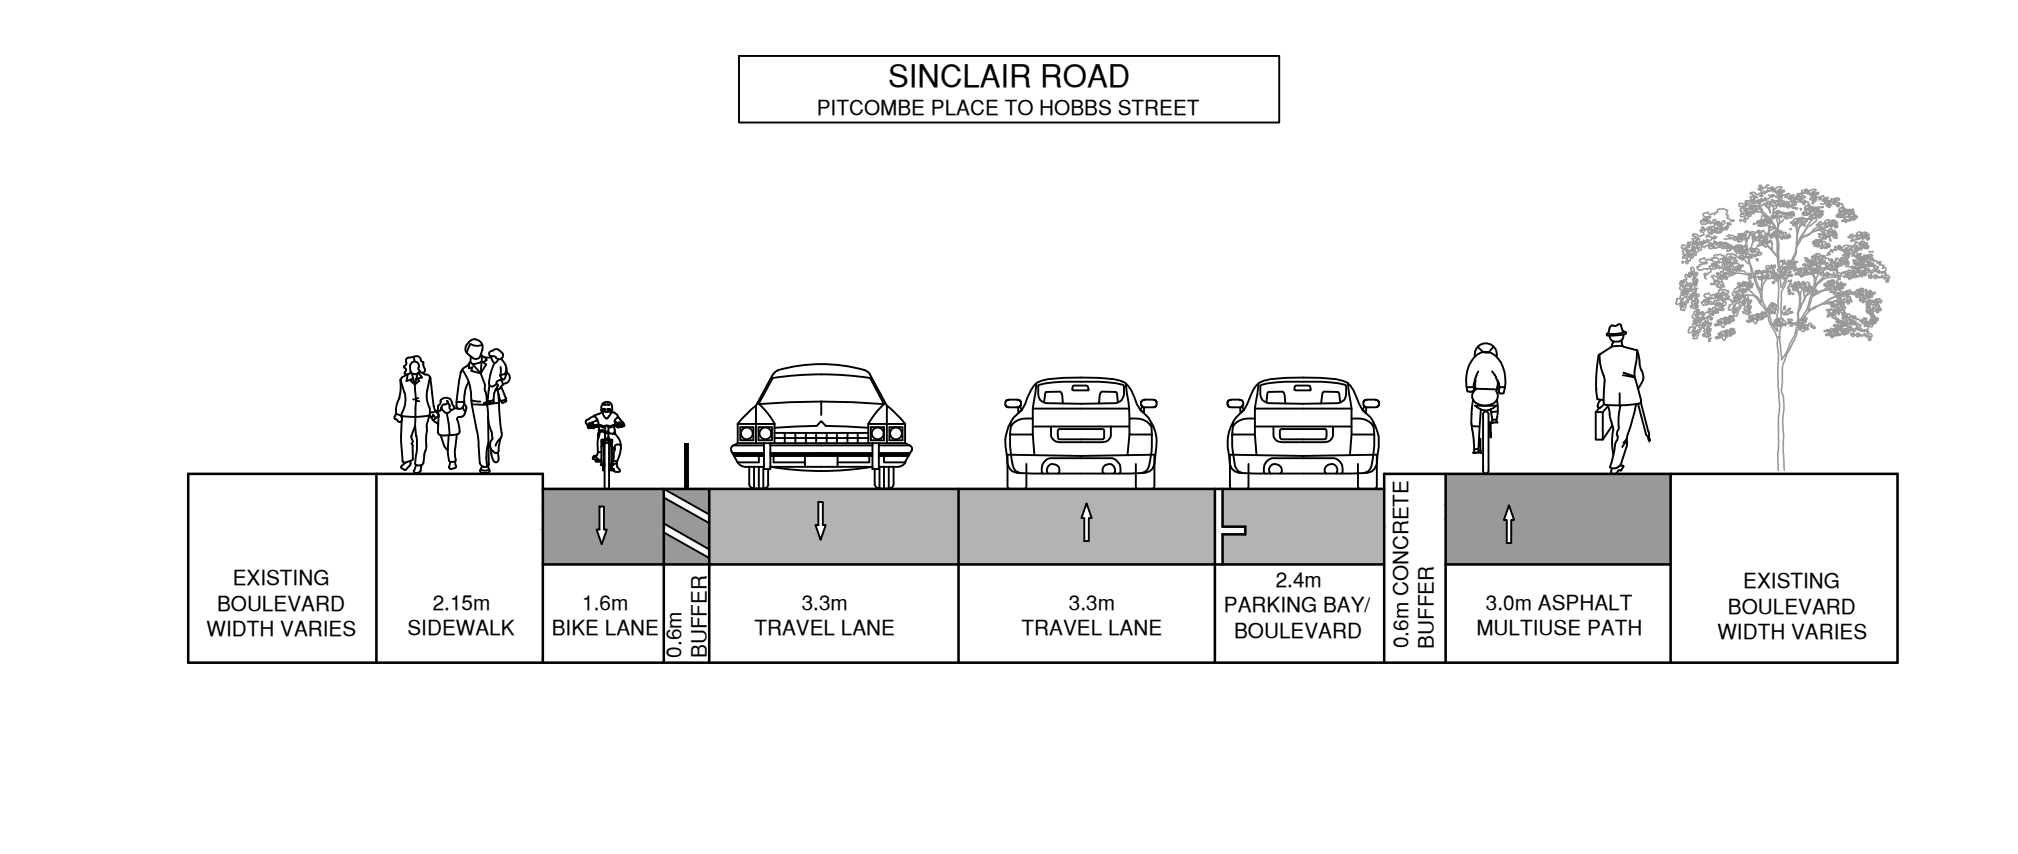 SINCLAIR ROAD
PITCOMBE PLACE TO HOBBS STREET
EXISTING
BOULEVARD
WIDTH VARIES
2.15m
SIDEWALK
1.6m
BIKE LANE
0.6m
BUFFER
3.3m
TRAVEL LANE
3.3m
TRAVEL LANE
2.4m
PARKING BAY/
BOULEVARD
0.6m CONCRETE
BUFFER
3.0m ASPHALT
MULTIUSE PATH
EXISTING
BOULEVARD
WIDTH VARIES